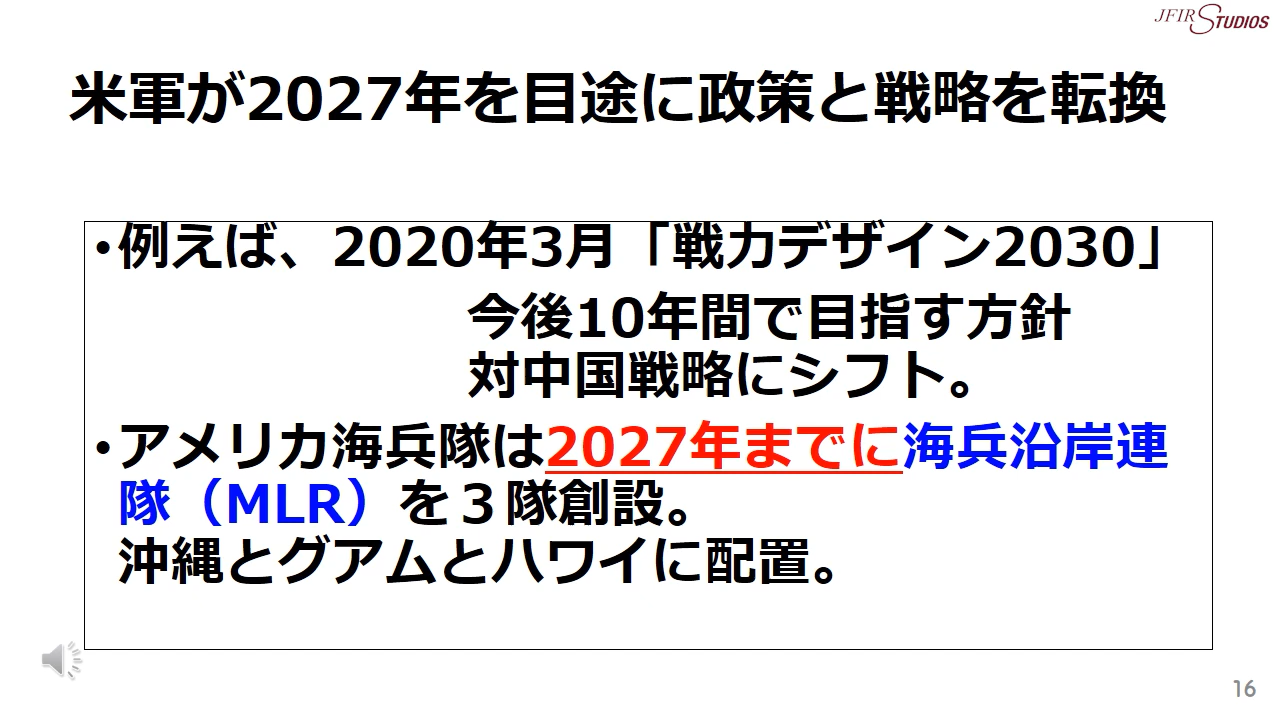 JFIR STUDIOS
米軍が2027年を目途に政策と戦略を転換
•例えば、2020年3月「戦力デザイン2030」
今後10年間で目指す方針
対中国戦略にシフト。
•アメリカ海兵隊は2027年までに海兵沿岸連
隊（MLR）を３隊創設。
沖縄とグアムとハワイに配置。
16